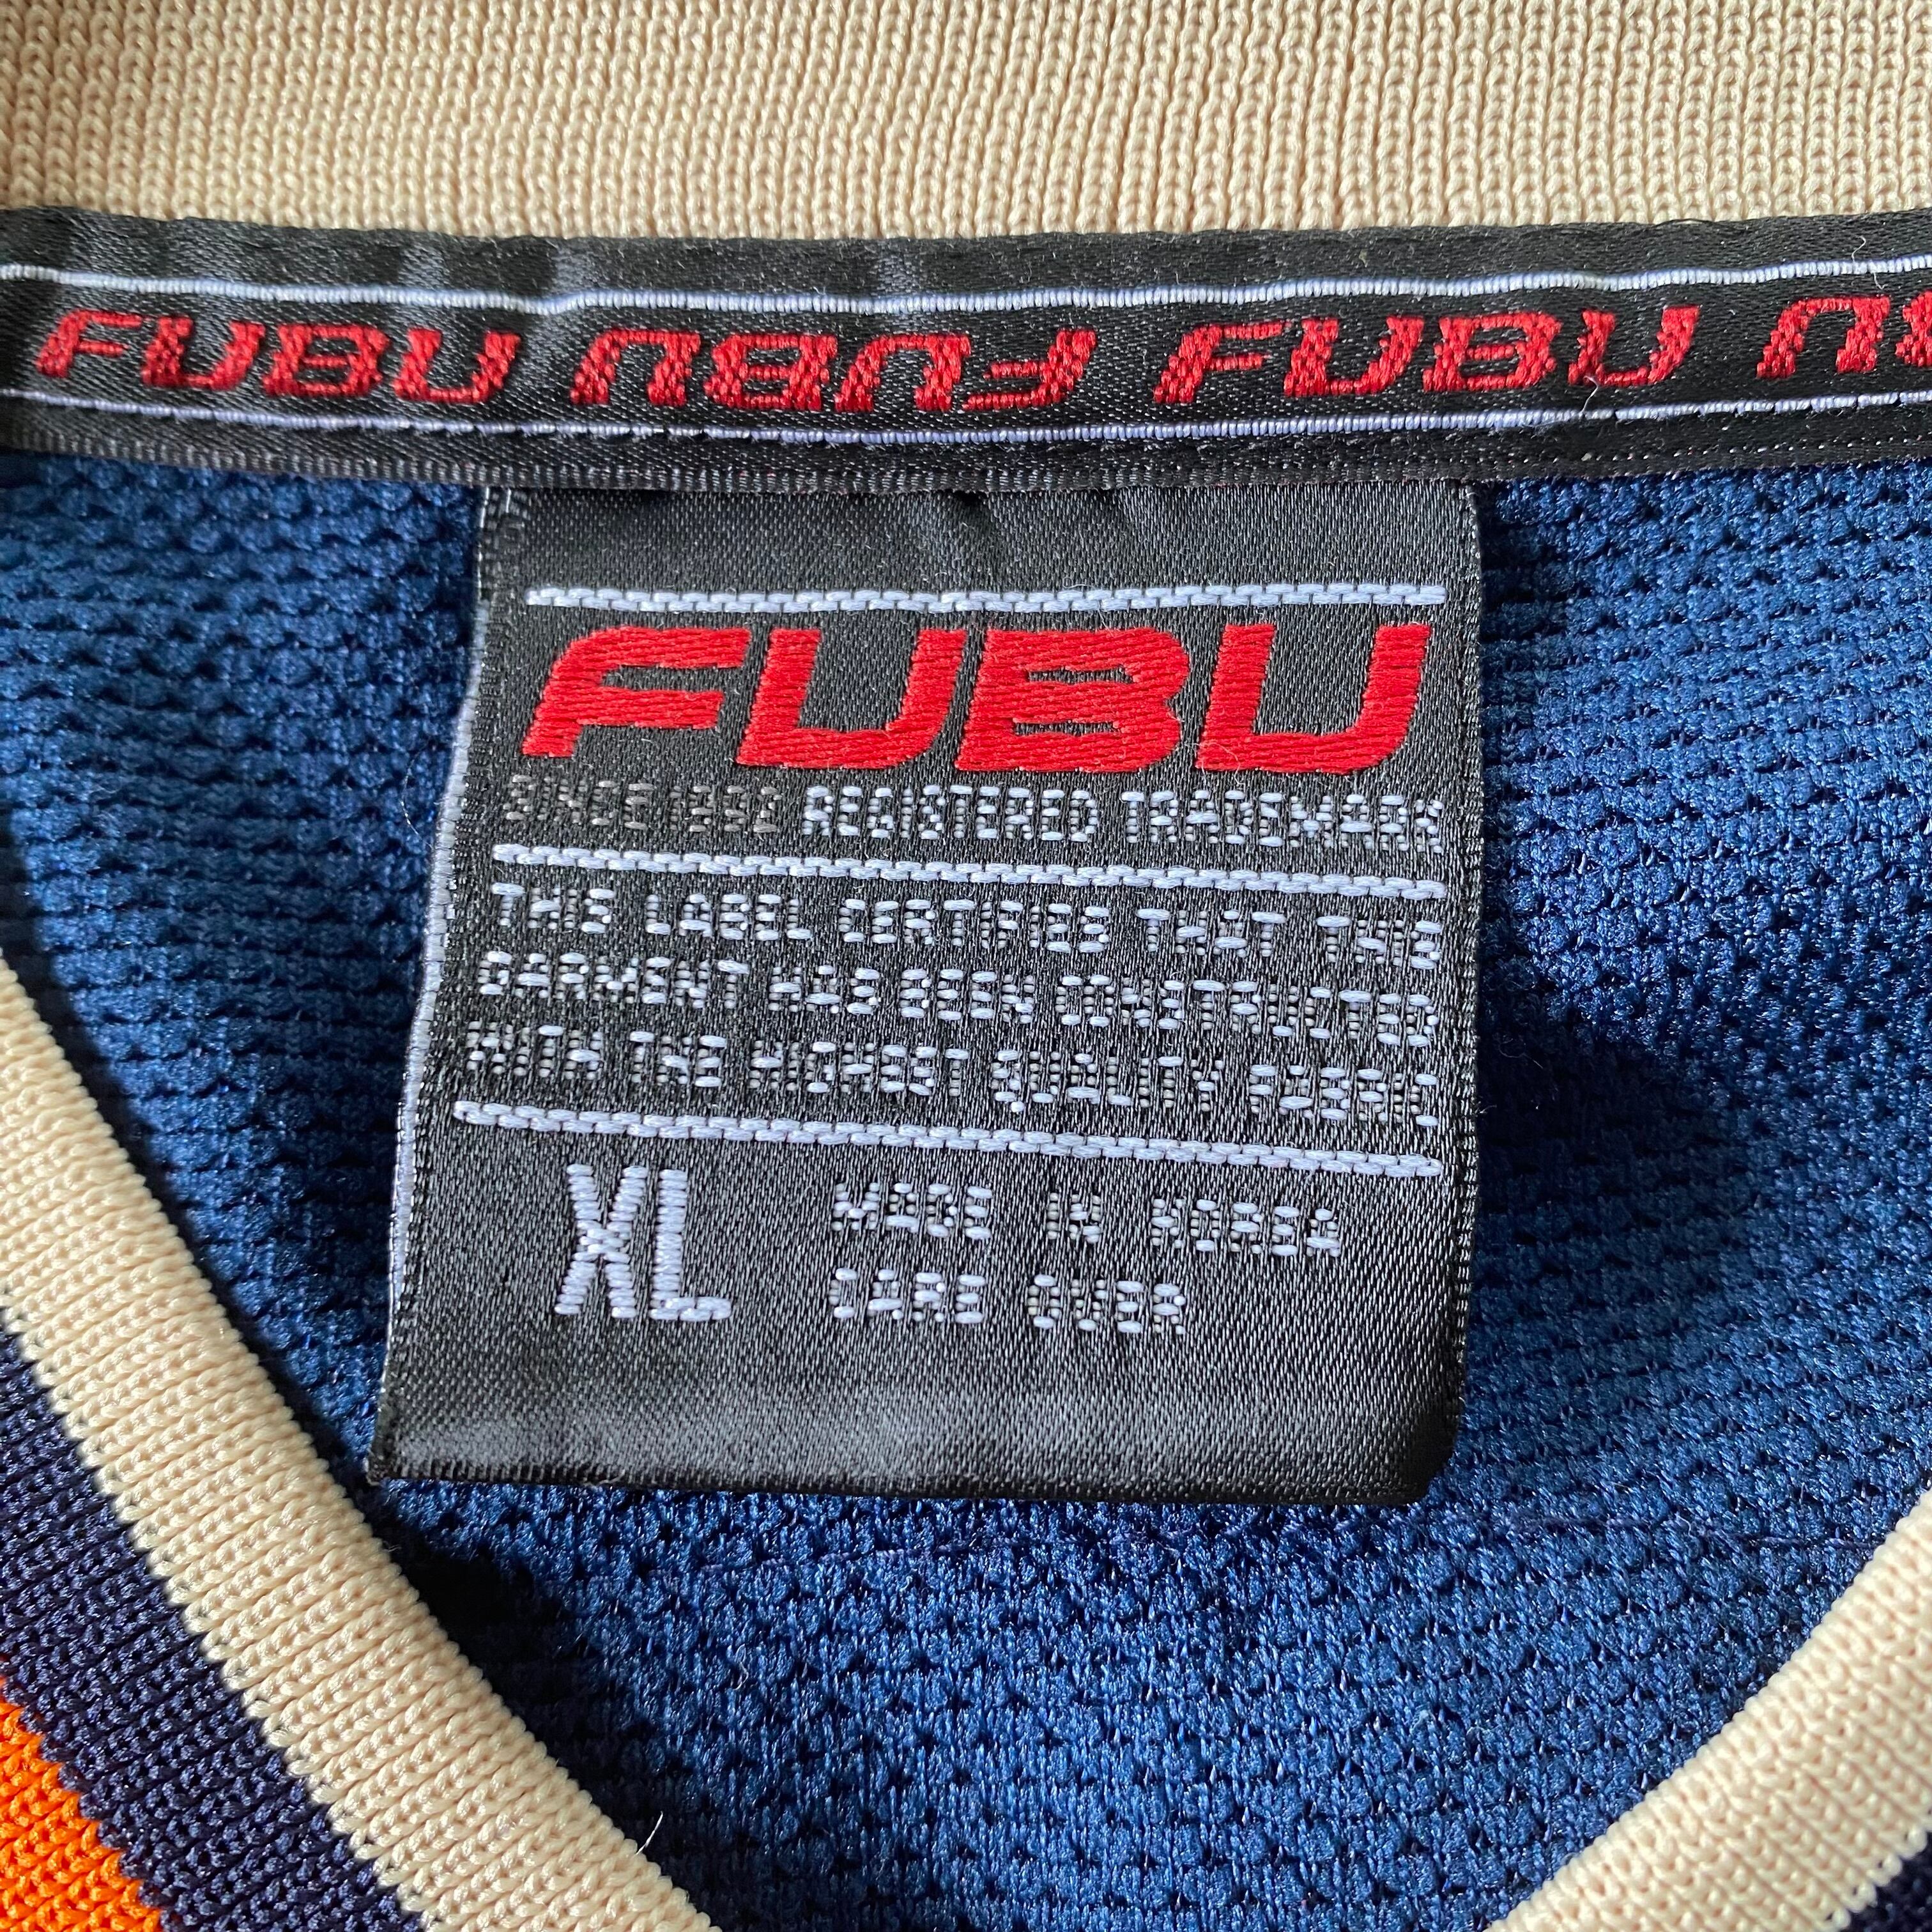 FUBU FUBU FUBU
FUBU
SINCE 1992 REGISTERED TRADEMARK
THIS LABEL CERTIFIES THAT THIS
GARMENT HAS BEEN CONSTRUCTED
WITH THE HIGHEST QUALITY FABRIC
XL MADE IN KOREA
CARE OVER